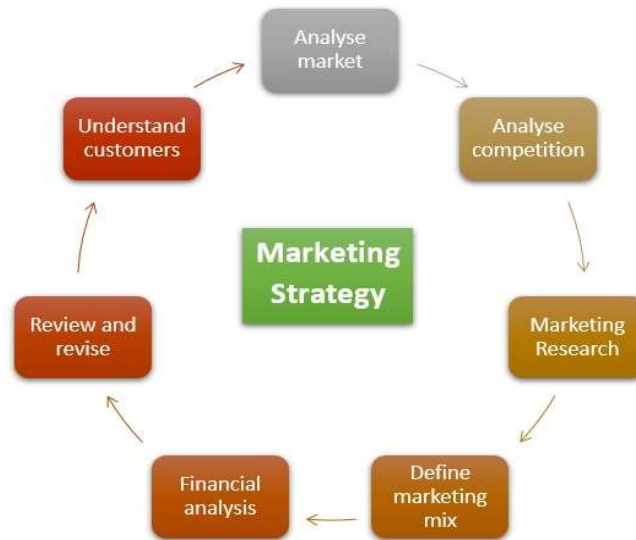 Analyse
market
Analyse
competition
Marketing
Research
Define
marketing
mix
Financial
analysis
Review and
revise
Understand
customers
Marketing
Strategy